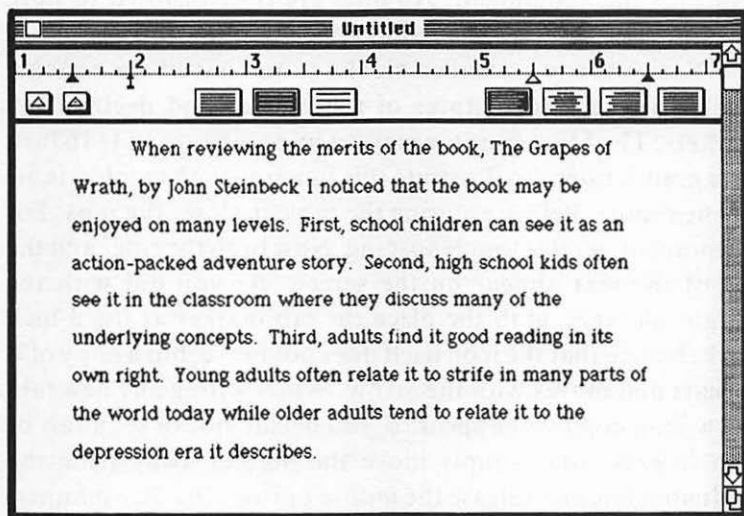 Untitled
1 2 3 4 5 6 7
When reviewing the merits of the book, The Grapes of
Wrath, by John Steinbeck I noticed that the book may be
enjoyed on many levels. First, school children can see it as an
action-packed adventure story. Second, high school kids often
see it in the classroom where they discuss many of the
underlying concepts. Third, adults find it good reading in its
own right. Young adults often relate it to strife in many parts of
the world today while older adults tend to relate it to the
depression era it describes.